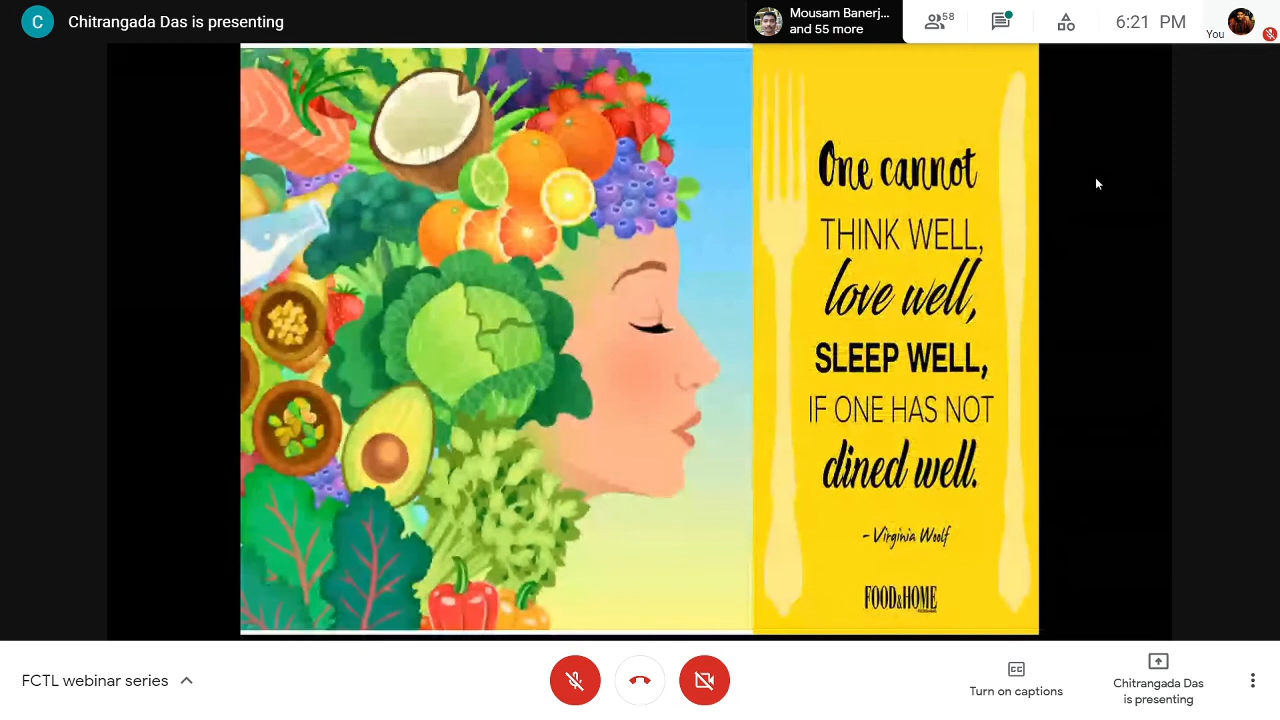 C
Chitrangada Das is presenting
Mousam Banerj...
and 55 more
58
6:21 PM
You
One cannot
THINK WELL,
love well,
SLEEP WELL,
IF ONE HAS NOT
dined well.
- Virginia Woolf
FOOD&HOME
FCTL webinar series
CC
Turn on captions
Chitrangada Das
is presenting